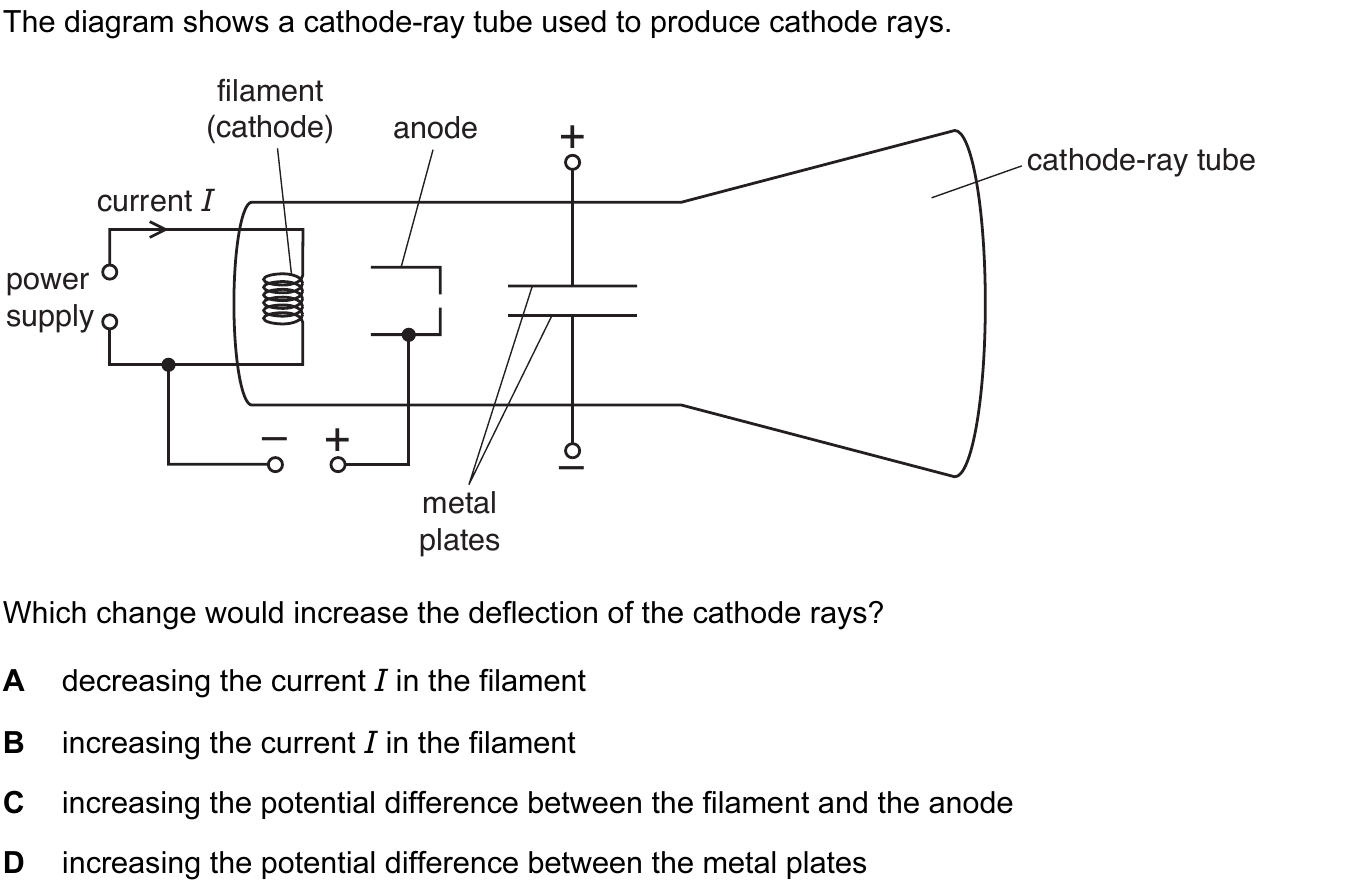 The diagram shows a cathode-ray tube used to produce cathode rays.
filament
(cathode)
anode
+
cathode-ray tube
current I
power
supply
− +
−
metal
plates
Which change would increase the deflection of the cathode rays?
A decreasing the current I in the filament
B increasing the current I in the filament
C increasing the potential difference between the filament and the anode
D increasing the potential difference between the metal plates